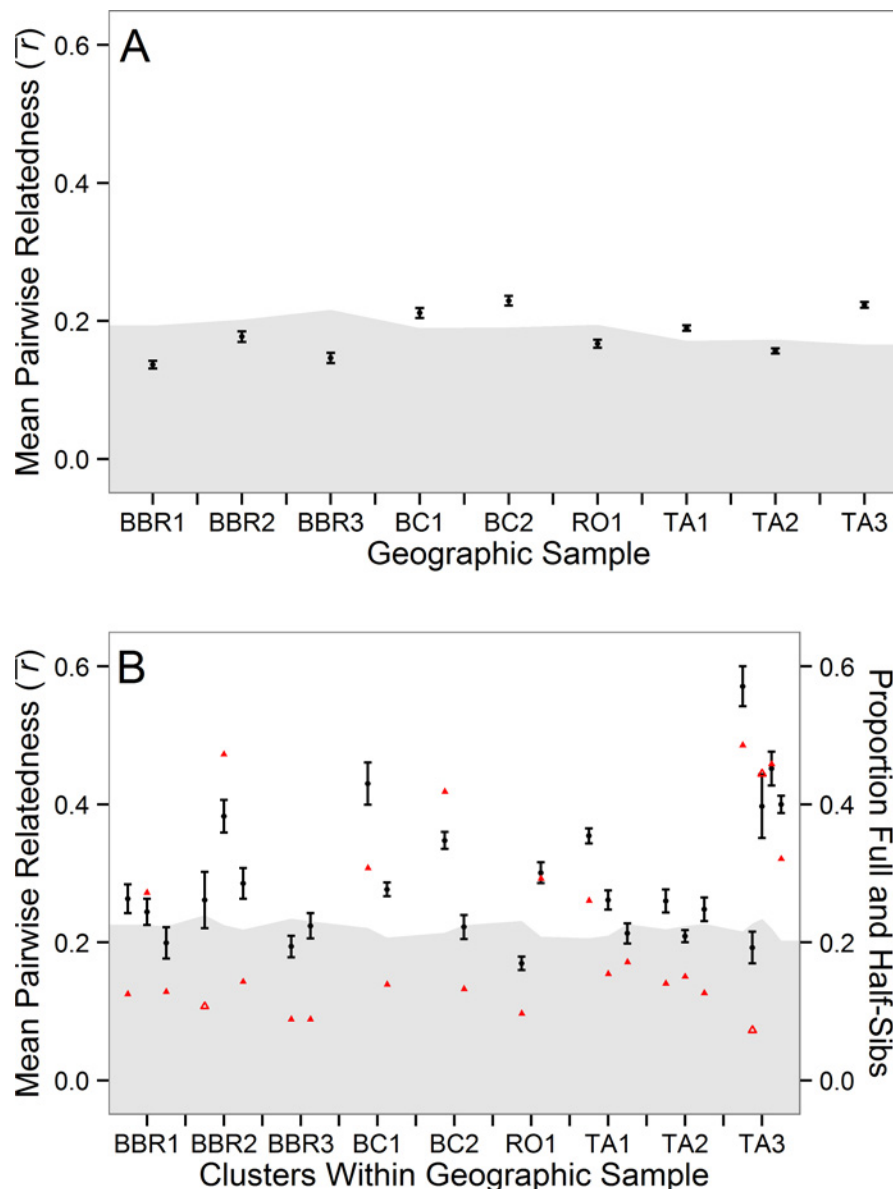 A
Mean Pairwise Relatedness (r̅)
0.6
0.4
0.2
0.0
BBR1 BBR2 BBR3 BC1 BC2 RO1 TA1 TA2 TA3
Geographic Sample
B
Mean Pairwise Relatedness (r̅)
0.6
0.4
0.2
0.0
0.6
0.4
0.2
0.0
Proportion Full and Half-Sibs
BBR1 BBR2 BBR3 BC1 BC2 RO1 TA1 TA2 TA3
Clusters Within Geographic Sample